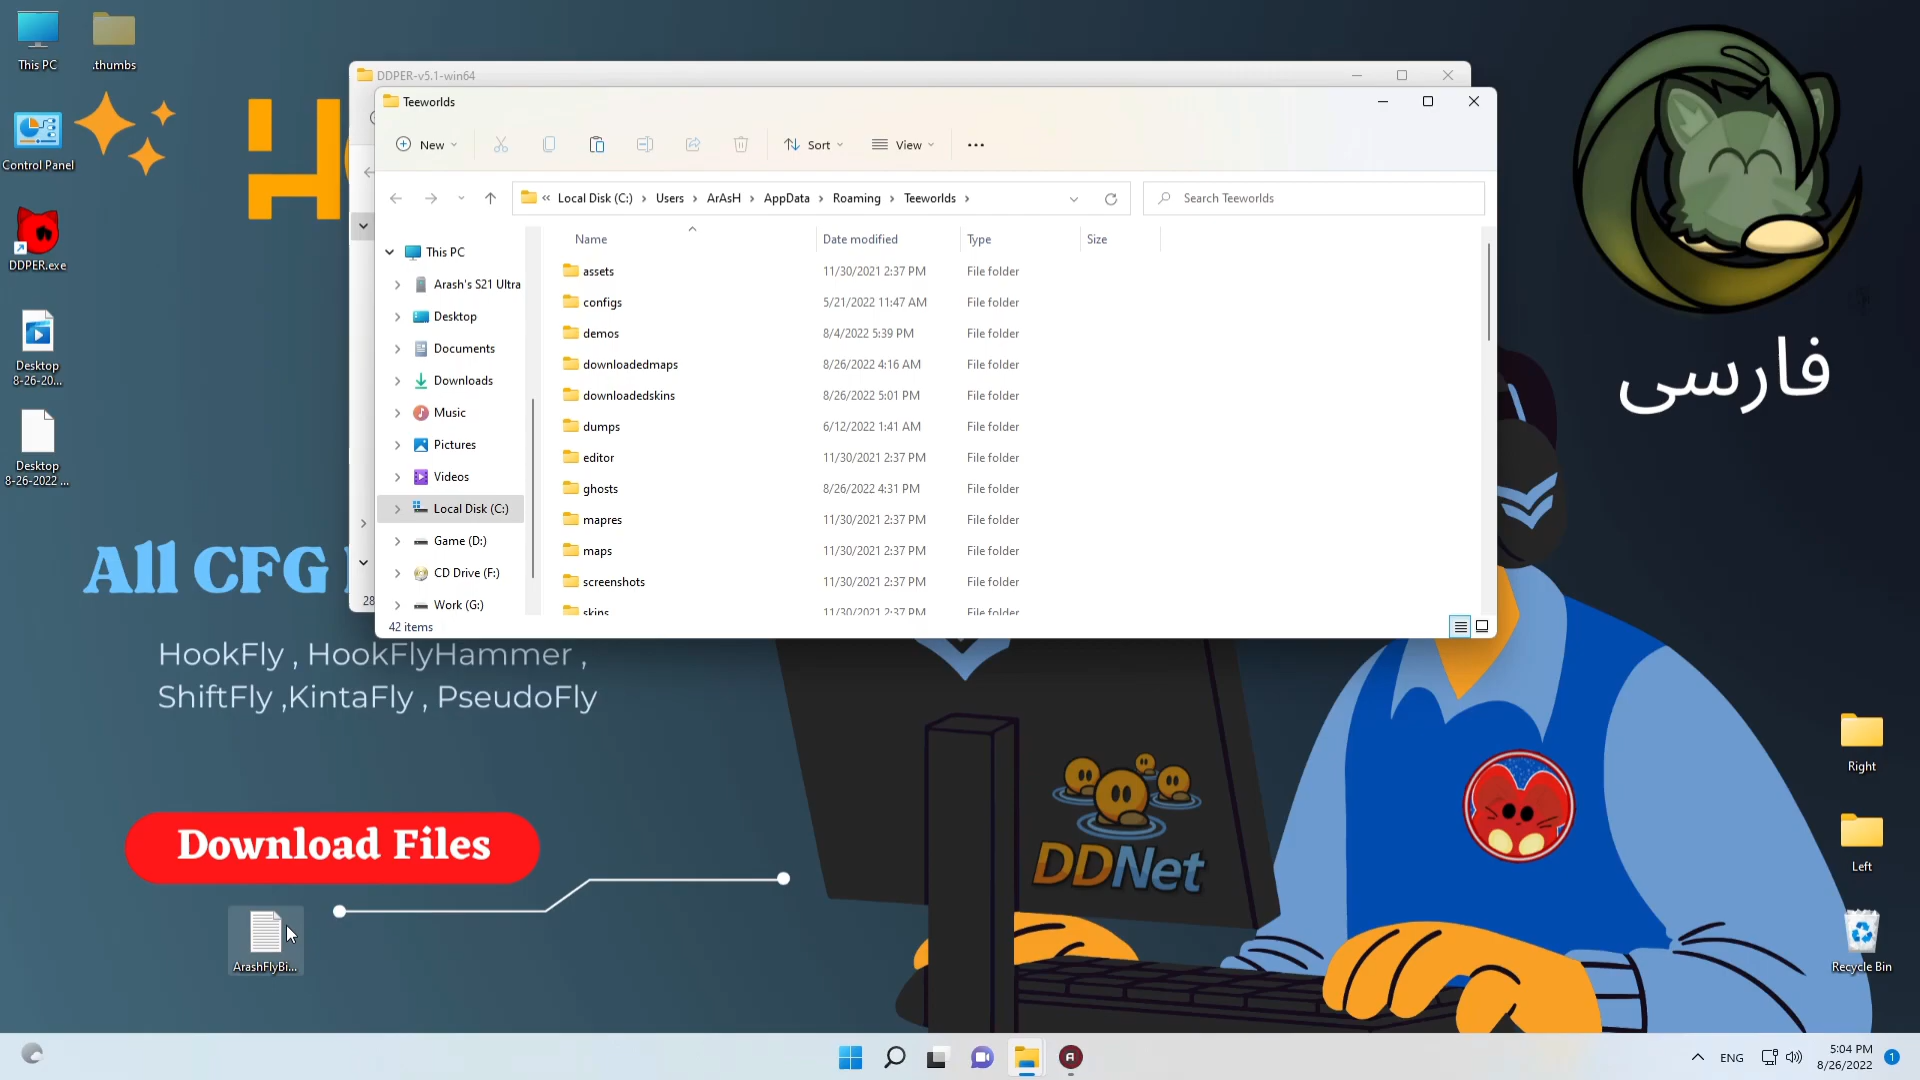 This PC
.thumbs
Control Panel
DDPER.exe
Desktop
8-26-20...
Desktop
8-26-2022 ...
DDPER-v5.1-win64
Teeworlds
New
Sort
View
Local Disk (C:)
Users
ArAsH
AppData
Roaming
Teeworlds
Search Teeworlds
This PC
Arash's S21 Ultra
Desktop
Documents
Downloads
Music
Pictures
Videos
Local Disk (C:)
Game (D:)
CD Drive (F:)
Work (G:)
Name Date modified Type Size
assets 11/30/2021 2:37 PM File folder
configs 5/21/2022 11:47 AM File folder
demos 8/4/2022 5:39 PM File folder
downloadedmaps 8/26/2022 4:16 AM File folder
downloadedskins 8/26/2022 5:01 PM File folder
dumps 6/12/2022 1:41 AM File folder
editor 11/30/2021 2:37 PM File folder
ghosts 8/26/2022 4:31 PM File folder
mapres 11/30/2021 2:37 PM File folder
maps 11/30/2021 2:37 PM File folder
screenshots 11/30/2021 2:37 PM File folder
skins 11/30/2021 2:37 PM File folder
28
42 items
فارسی
All CFG
HookFly , HookFlyHammer ,
ShiftFly ,KintaFly , PseudoFly
Download Files
ArashFlyBi...
DDNet
Right
Left
Recycle Bin
ENG
5:04 PM
8/26/2022
1